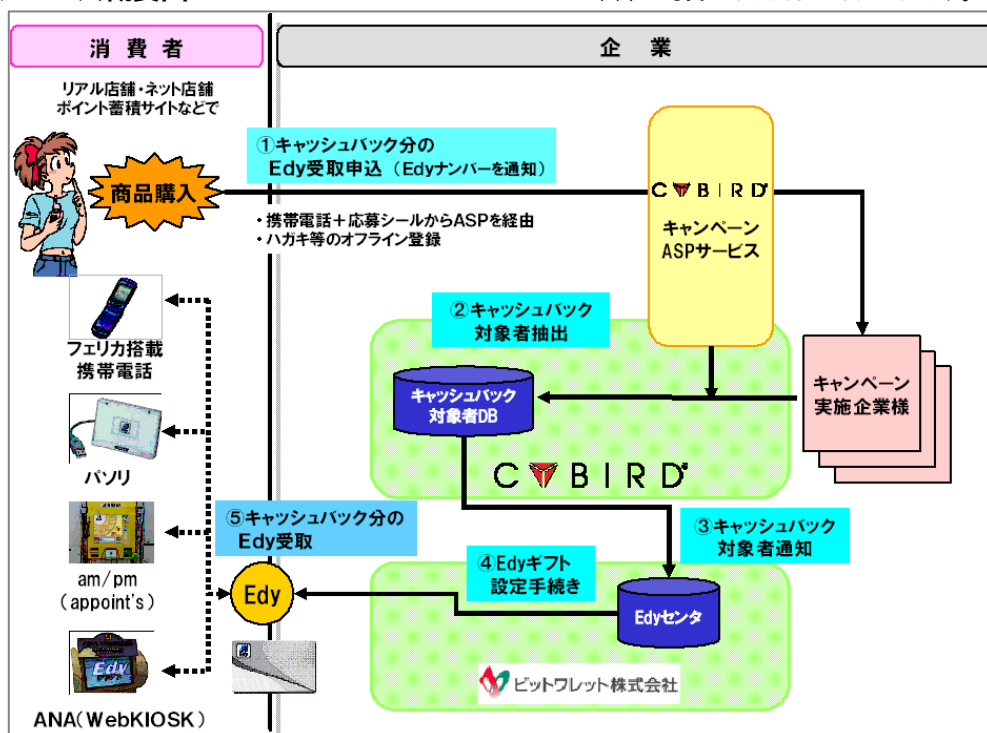 消費者
企業
リアル店舗・ネット店舗
ポイント蓄積サイトなどで
商品購入
①キャッシュバック分の
Edy受取申込（Edyナンバーを通知）
・携帯電話＋応募シールからASPを経由
・ハガキ等のオフライン登録
CYBIRD
キャンペーン
ASPサービス
②キャッシュバック
対象者抽出
キャッシュバック
対象者DB
キャンペーン
実施企業様
CYBIRD
フェリカ搭載
携帯電話
パソリ
am/pm
（appoint's）
ANA（WebKIOSK）
Edy
⑤キャッシュバック分の
Edy受取
Edy
③キャッシュバック
対象者通知
④Edyギフト
設定手続き
Edyセンタ
ビットワレット株式会社